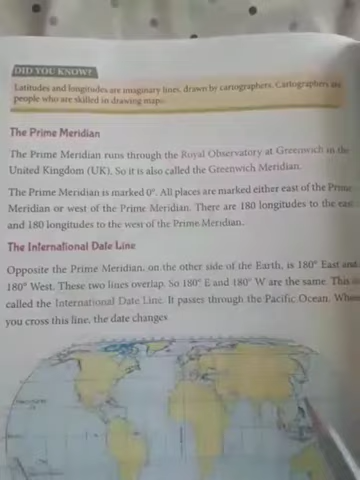 DID YOU KNOW?
Latitudes and longitudes are imaginary lines, drawn by cartographers. Cartographers are
people who are skilled in drawing maps.
The Prime Meridian
The Prime Meridian runs through the Royal Observatory at Greenwich in the
United Kingdom (UK). So it is also called the Greenwich Meridian.
The Prime Meridian is marked 0°. All places are marked either east of the Prime
Meridian or west of the Prime Meridian. There are 180 longitudes to the east
and 180 longitudes to the west of the Prime Meridian.
The International Date Line
Opposite the Prime Meridian, on the other side of the Earth, is 180° East and
180° West. These two lines overlap. So 180° E and 180° W are the same. This is
called the International Date Line. It passes through the Pacific Ocean. When
you cross this line, the date changes